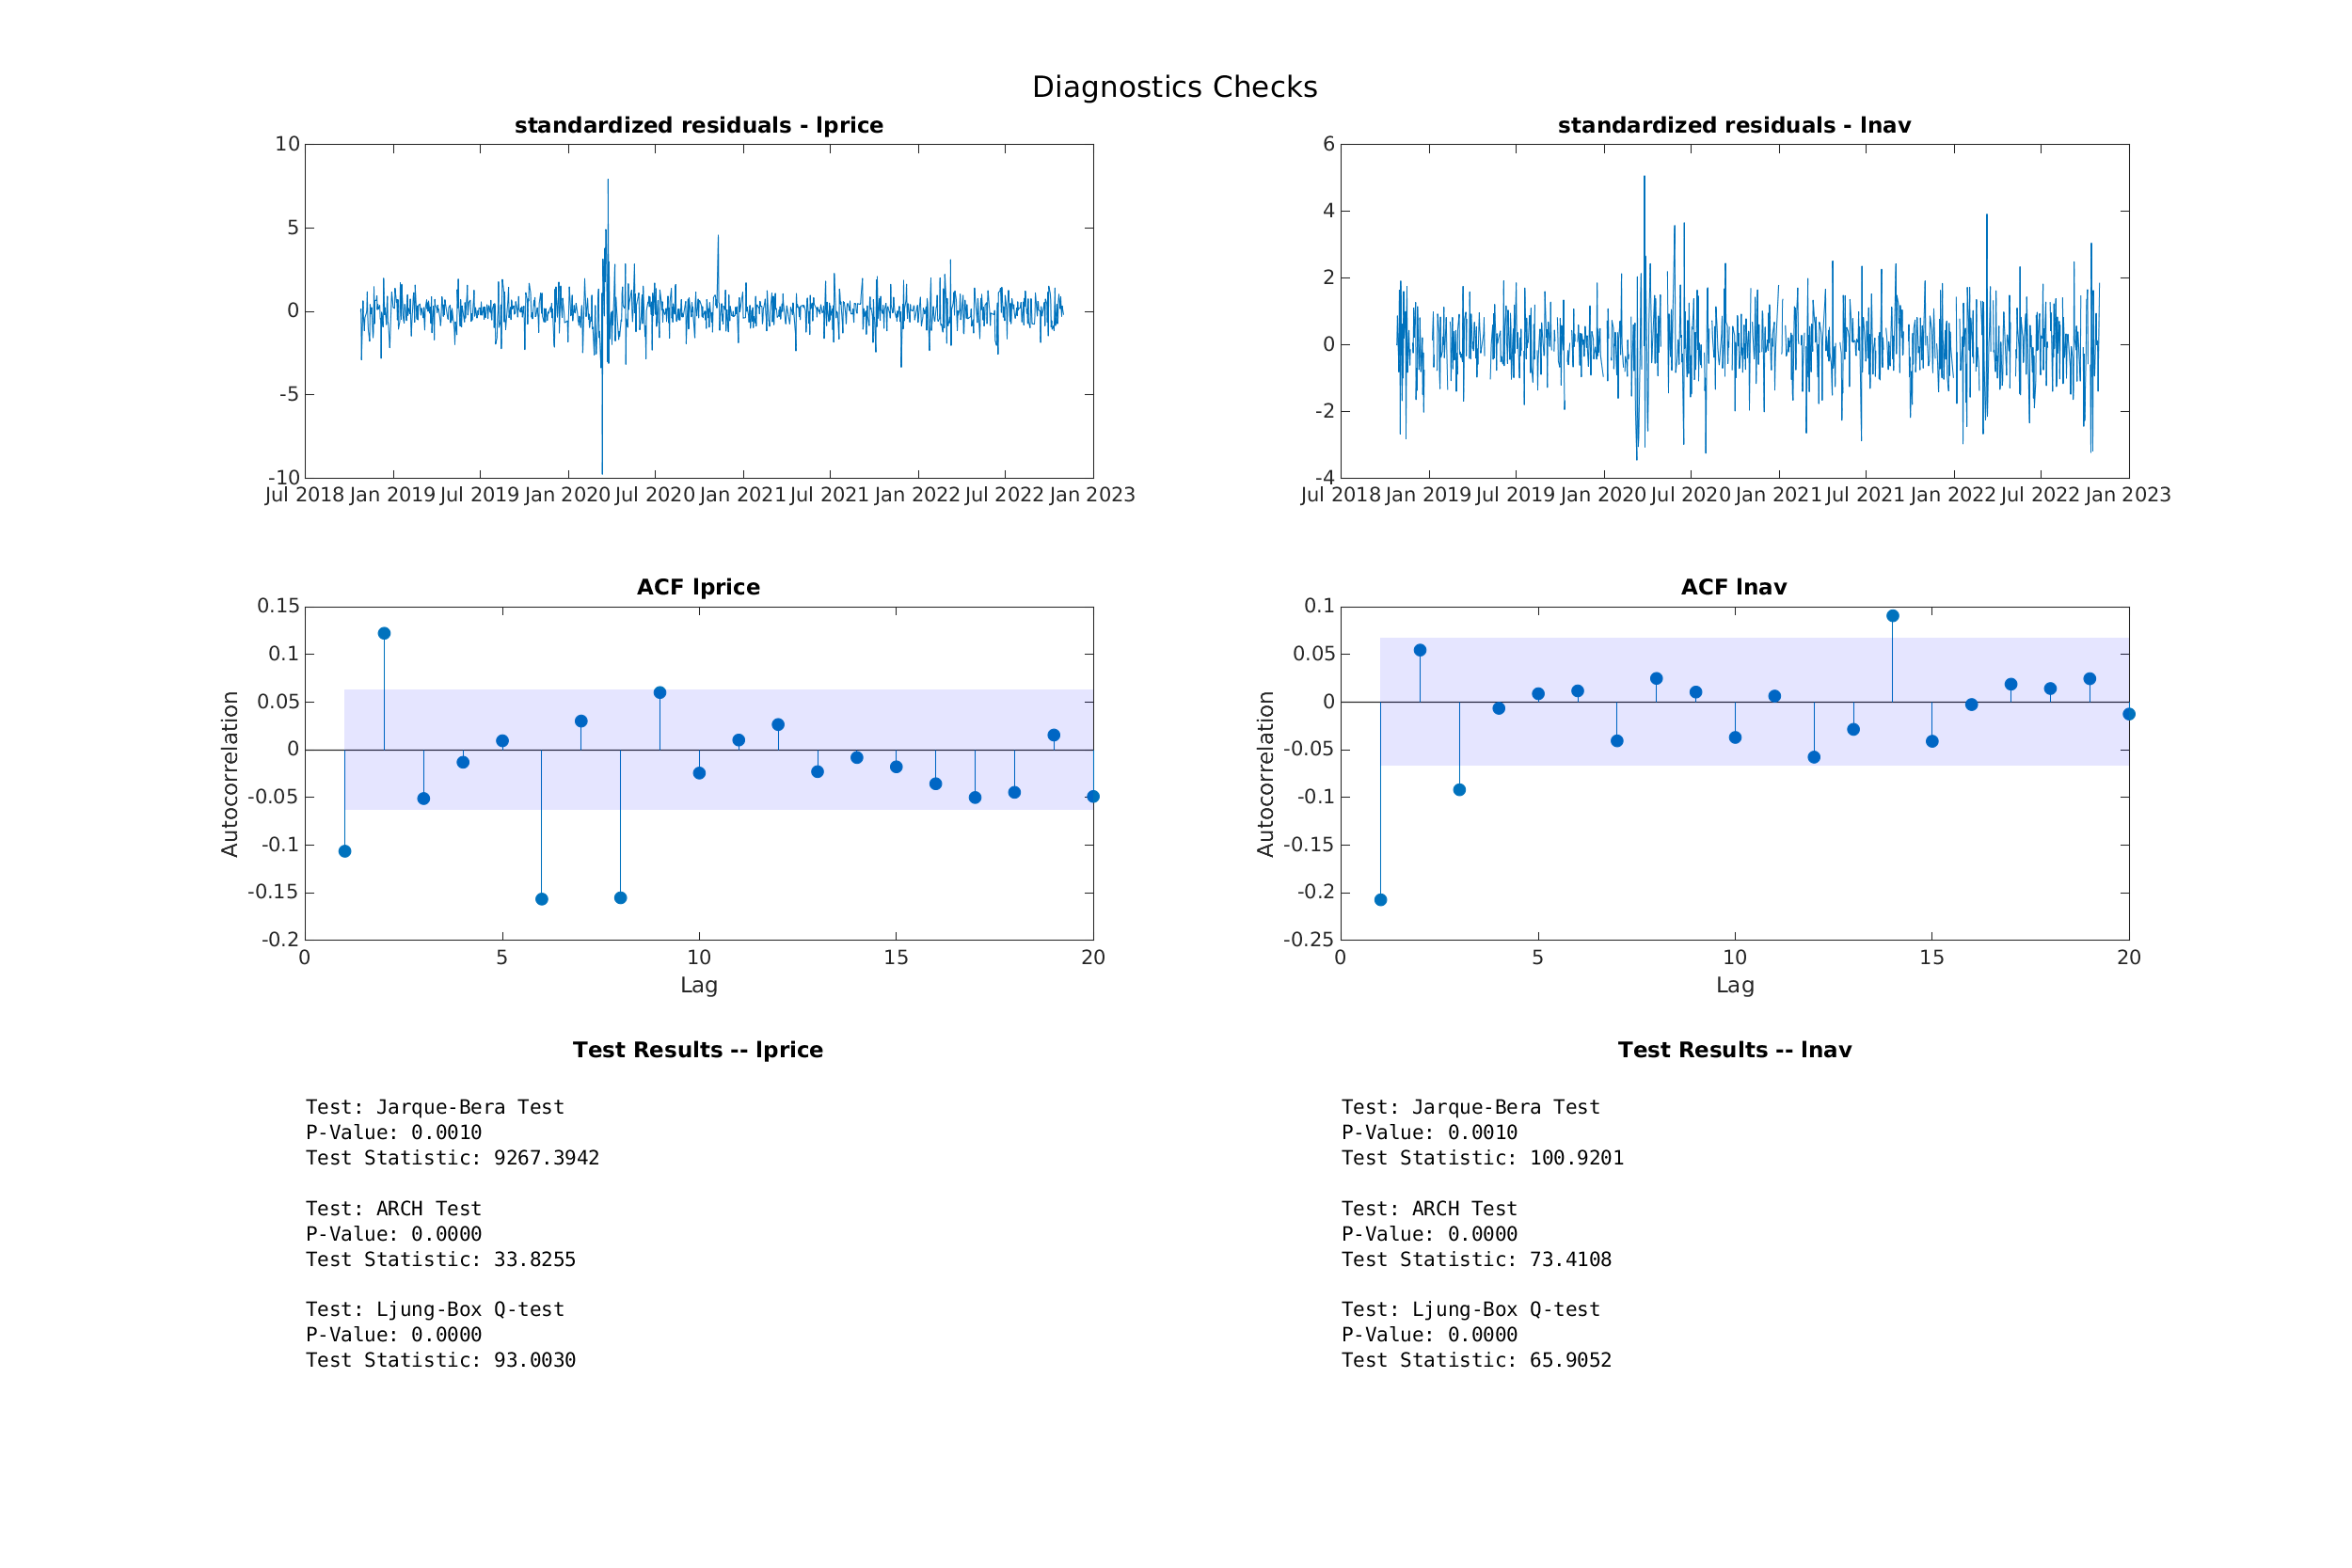 Diagnostics Checks
standardized residuals - lprice
10
5
0
-5
-10
Jul 2018 Jan 2019 Jul 2019 Jan 2020 Jul 2020 Jan 2021 Jul 2021 Jan 2022 Jul 2022 Jan 2023
standardized residuals - lnav
6
4
2
0
-2
-4
Jul 2018 Jan 2019 Jul 2019 Jan 2020 Jul 2020 Jan 2021 Jul 2021 Jan 2022 Jul 2022 Jan 2023
ACF lprice
Autocorrelation
0.15
0.1
0.05
0
-0.05
-0.1
-0.15
-0.2
0 5 10 15 20
Lag
ACF lnav
Autocorrelation
0.1
0.05
0
-0.05
-0.1
-0.15
-0.2
-0.25
0 5 10 15 20
Lag
Test Results -- lprice
Test: Jarque-Bera Test
P-Value: 0.0010
Test Statistic: 9267.3942
Test: ARCH Test
P-Value: 0.0000
Test Statistic: 33.8255
Test: Ljung-Box Q-test
P-Value: 0.0000
Test Statistic: 93.0030
Test Results -- lnav
Test: Jarque-Bera Test
P-Value: 0.0010
Test Statistic: 100.9201
Test: ARCH Test
P-Value: 0.0000
Test Statistic: 73.4108
Test: Ljung-Box Q-test
P-Value: 0.0000
Test Statistic: 65.9052